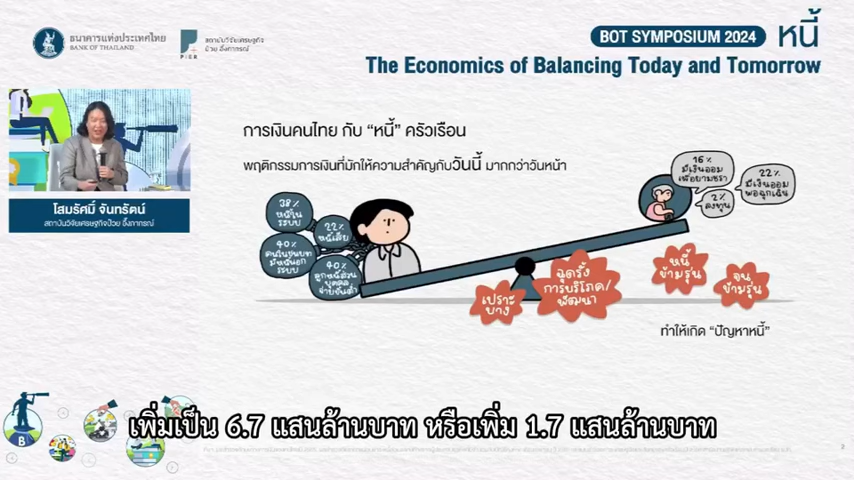 ธนาคารแห่งประเทศไทย
BANK OF THAILAND
PIER
สถาบันวิจัยเศรษฐกิจ
ป๋วย อึ๊งภากรณ์
BOT SYMPOSIUM 2024
หนี้
The Economics of Balancing Today and Tomorrow
การเงินคนไทย กับ “หนี้” ครัวเรือน
พฤติกรรมการเงินที่มักให้ความสำคัญกับวันนี้ มากกว่าวันหน้า
โสมรัศมิ์ จันทรัตน์
สถาบันวิจัยเศรษฐกิจป๋วย อึ๊งภากรณ์
38%
หนี้ใน
ระบบ
22%
หนี้เสีย
40%
คนในชนบท
มีหนี้นอก
ระบบ
40%
ลูกหนี้ส่วน
บุคคล
จ่ายขั้นต่ำ
16%
มีเงินออม
เพื่อยามชรา
2%
ลงทุน
22%
มีเงินออม
พอฉุกเฉิน
เปราะ
บาง
ฉุดรั้ง
การบริโภค/
พัฒนา
หนี้
ข้ามรุ่น
จน
ข้ามรุ่น
ทำให้เกิด “ปัญหาหนี้”
B
เพิ่มเป็น 6.7 แสนล้านบาท หรือเพิ่ม 1.7 แสนล้านบาท
2